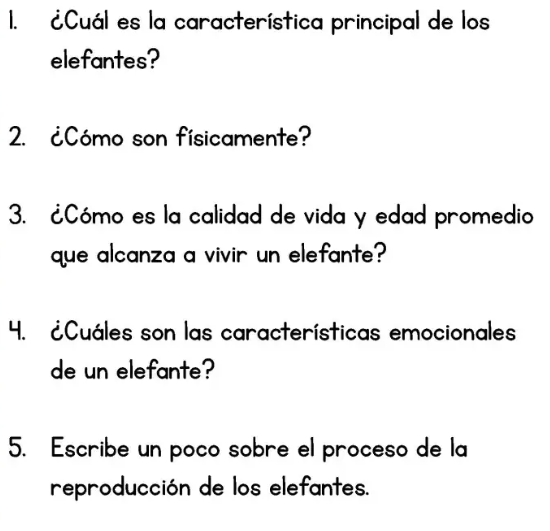 1. ¿Cuál es la característica principal de los
elefantes?
2. ¿Cómo son físicamente?
3. ¿Cómo es la calidad de vida y edad promedio
que alcanza a vivir un elefante?
4. ¿Cuáles son las características emocionales
de un elefante?
5. Escribe un poco sobre el proceso de la
reproducción de los elefantes.